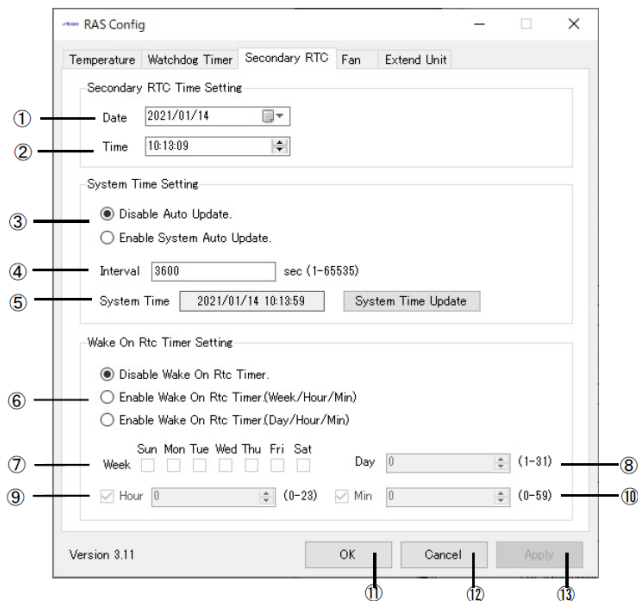 RAS Config
Temperature Watchdog Timer Secondary RTC Fan Extend Unit
Secondary RTC Time Setting
① Date 2021/01/14
② Time 10:13:09
System Time Setting
③ Disable Auto Update.
Enable System Auto Update.
④ Interval 3600 sec (1-65535)
⑤ System Time 2021/01/14 10:13:59 System Time Update
Wake On Rtc Timer Setting
Disable Wake On Rtc Timer.
⑥ Enable Wake On Rtc Timer.(Week/Hour/Min)
Enable Wake On Rtc Timer.(Day/Hour/Min)
Sun Mon Tue Wed Thu Fri Sat
⑦ Week Day 0 (1-31) ⑧
⑨ Hour 0 (0-23) Min 0 (0-59) ⑩
Version 3.11 OK Cancel Apply
⑪ ⑫ ⑬